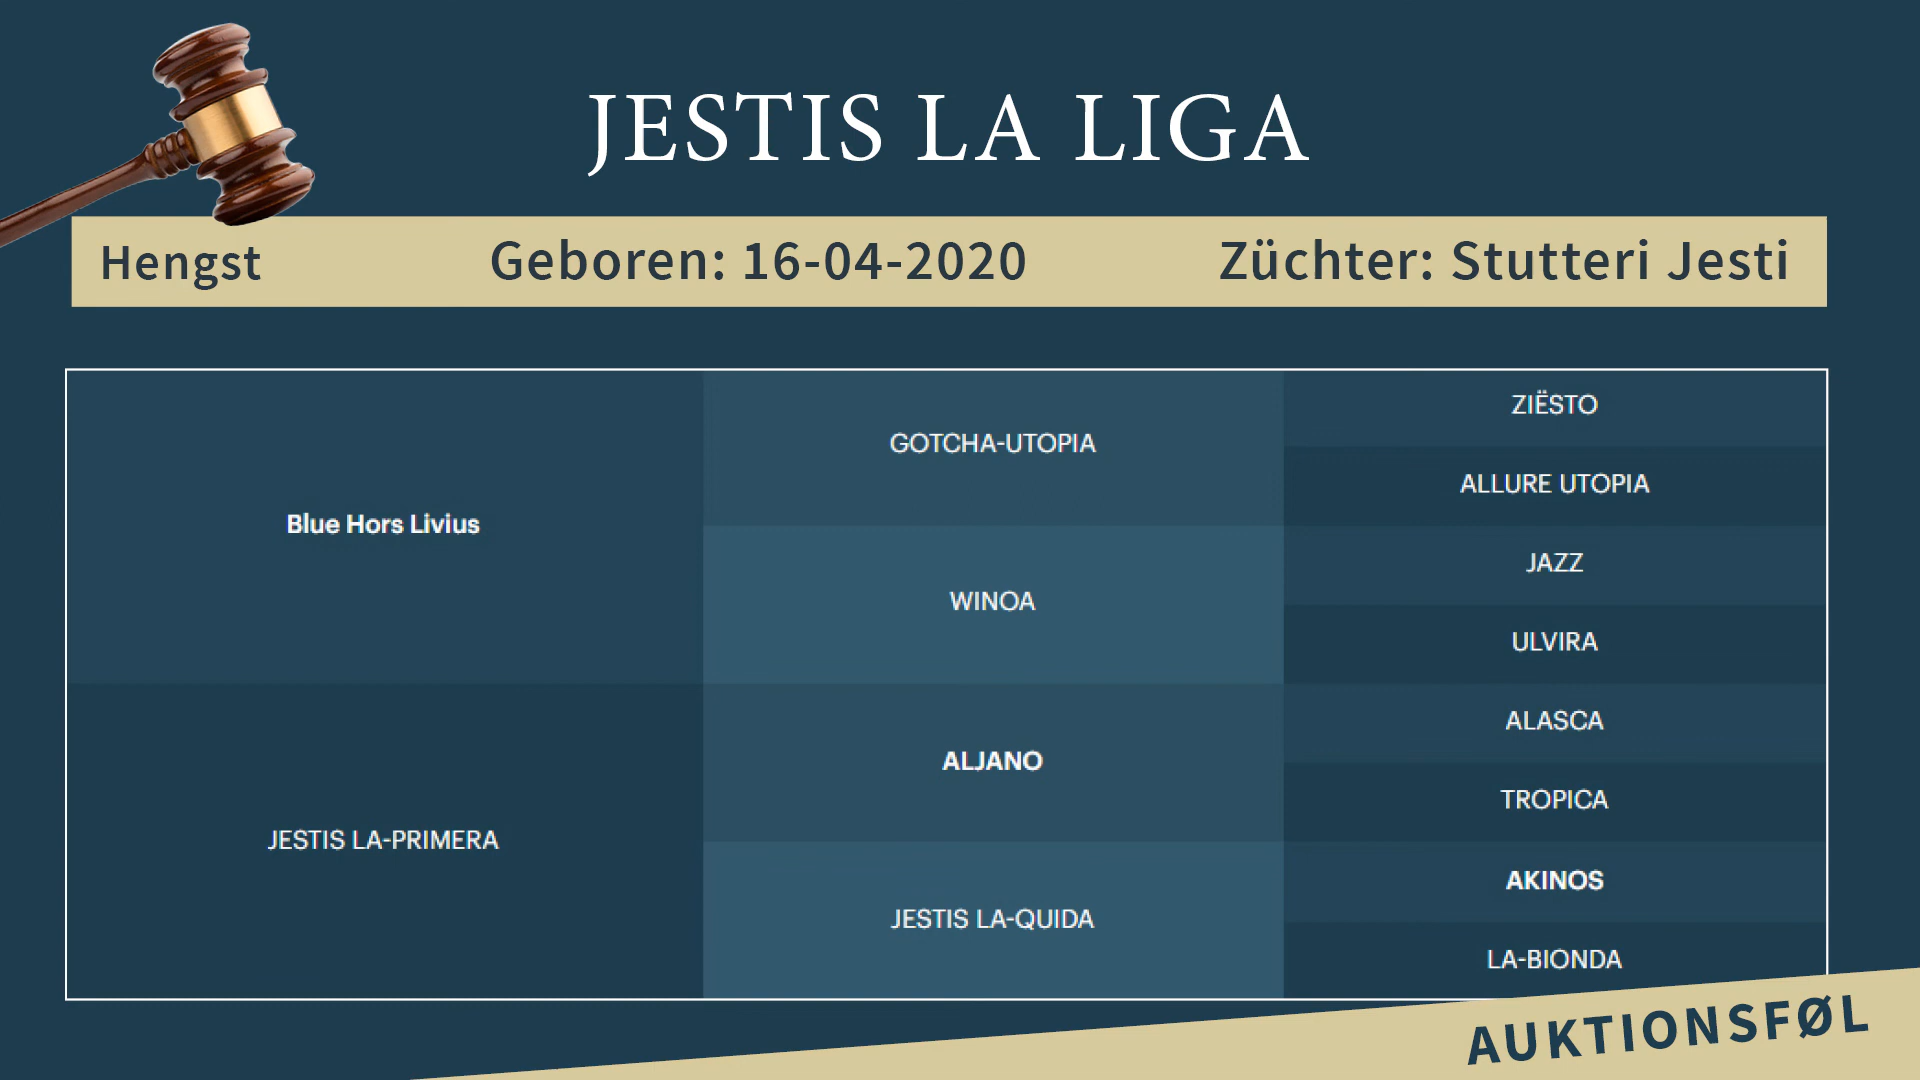 JESTIS LA LIGA
Hengst
Geboren: 16-04-2020
Züchter: Stutteri Jesti
Blue Hors Livius
GOTCHA-UTOPIA
ZIËSTO
ALLURE UTOPIA
WINOA
JAZZ
ULVIRA
JESTIS LA-PRIMERA
ALJANO
ALASCA
TROPICA
JESTIS LA-QUIDA
AKINOS
LA-BIONDA
AUKTIONSFØL